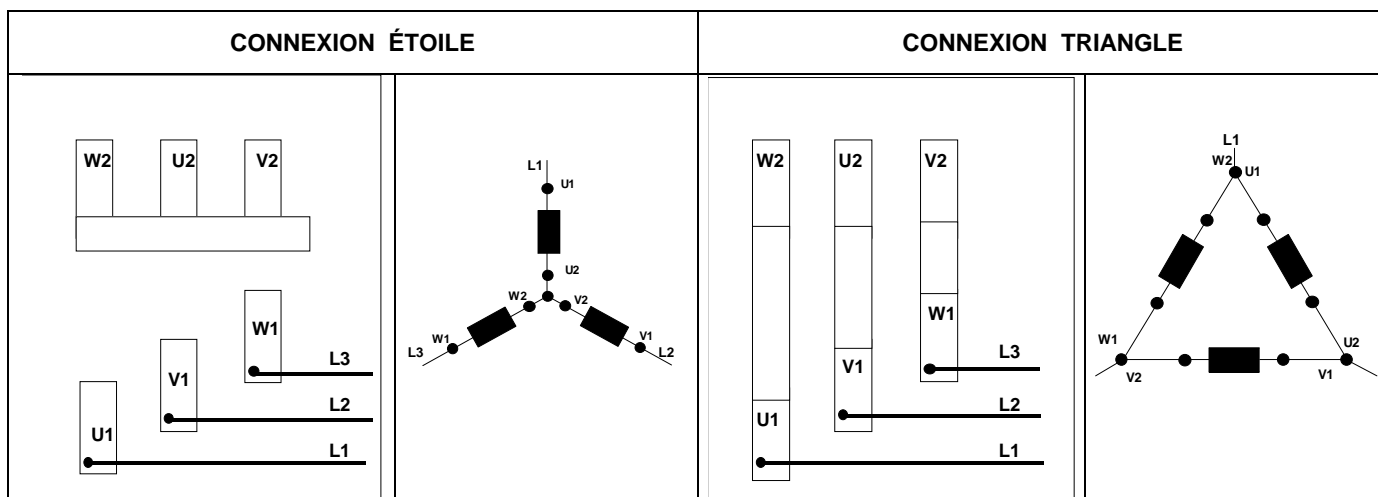 CONNEXION ÉTOILE
CONNEXION TRIANGLE
W2 U2 V2
W1
L3
V1
L2
U1
L1
L1
U1
U2
W2 V2
W1 V1
L3 L2
W2 U2 V2
W1
L3
V1
L2
U1
L1
L1
W2 U1
W1 U2
V2 V1